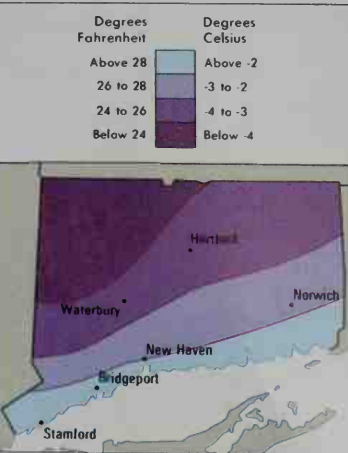 Degrees Fahrenheit
Degrees Celsius
Above 28
Above -2
26 to 28
-3 to -2
24 to 26
-4 to -3
Below 24
Below -4
Hartford
Norwich
Waterbury
New Haven
Bridgeport
Stamford